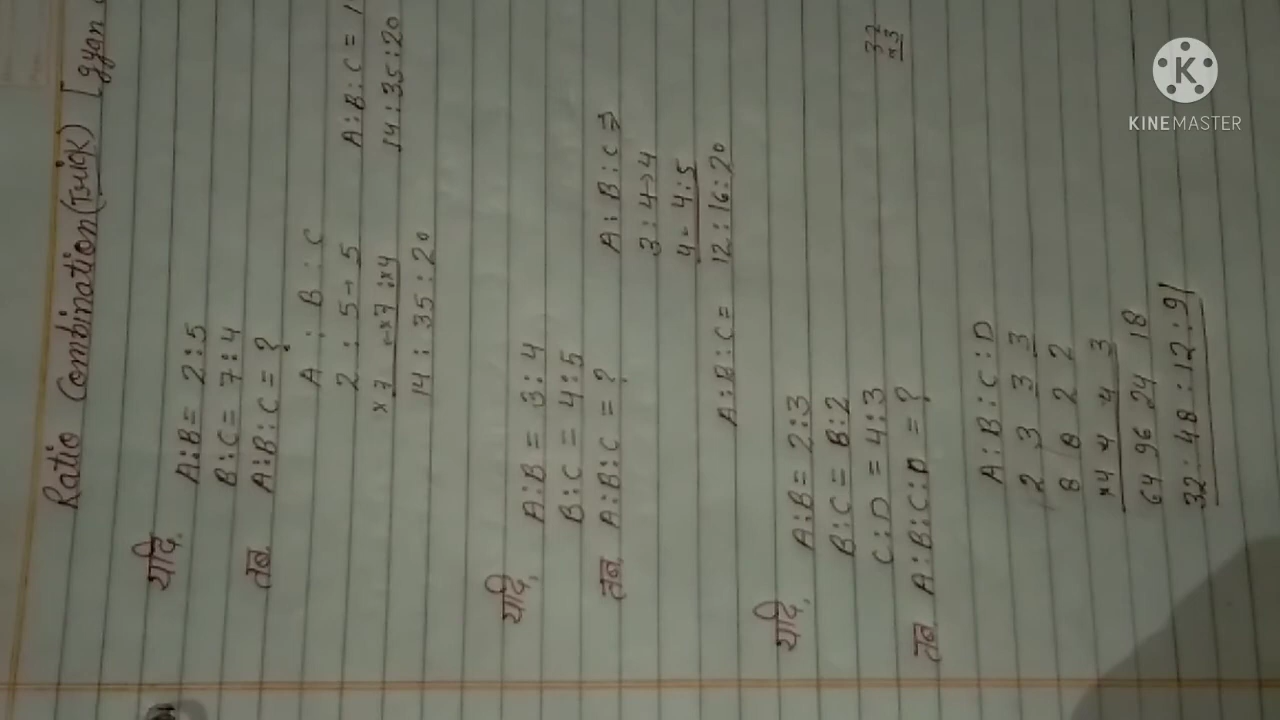 Ratio Combination (Trick) [gyan
यदि,
A:B = 2:5
B:C = 7:4
तब A:B:C = ?
A : B : C
2 : 5 → 5
×7 ←×7 :×4
14 : 35 : 20
A:B:C =
14:35:20
यदि,
A:B = 3:4
B:C = 4:5
तब A:B:C = ?
A:B:C ⇒
3:4→4
4← 4:5
A:B:C = 12:16:20
यदि,
A:B = 2:3
B:C = 8:2
C:D = 4:3
तब A:B:C:D = ?
A:B:C:D
2 3 3 3
8 8 2 2
×4 4 4 3
64 96 24 18
32:48:12:9
32
×3
KINEMASTER